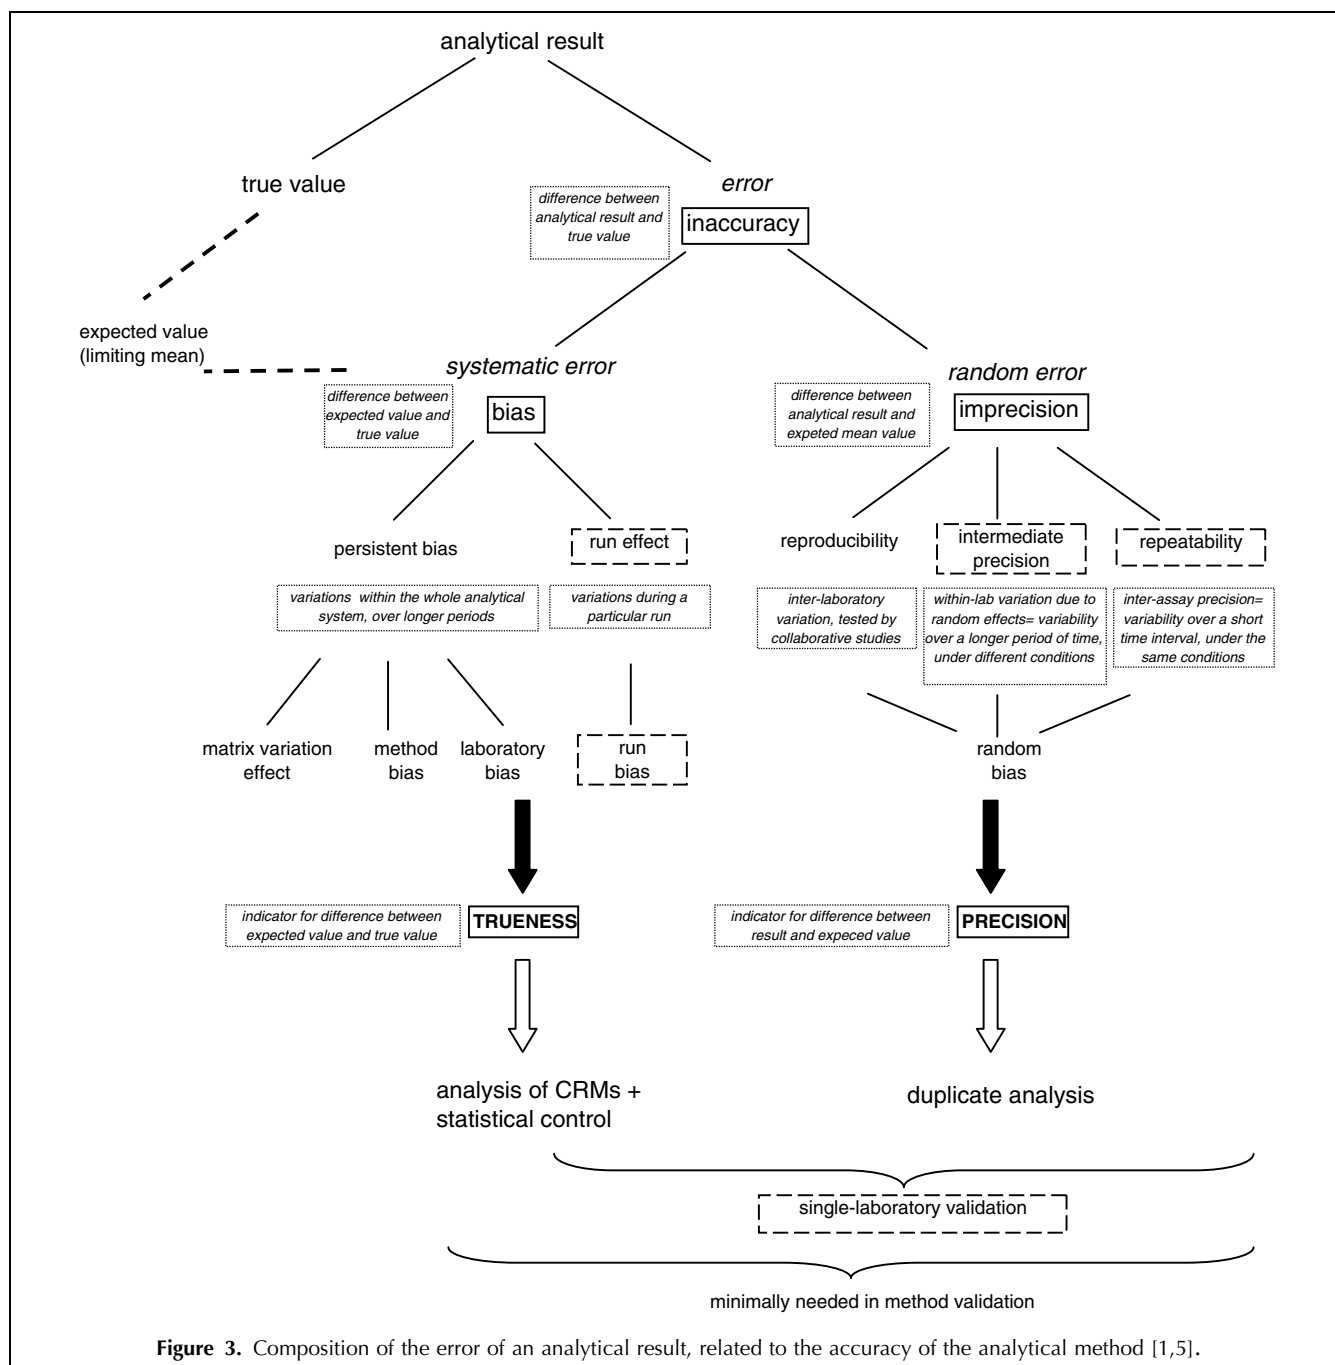 analytical result
true value
error
difference between
analytical result and
true value
inaccuracy
expected value
(limiting mean)
systematic error
difference between
expected value and
true value
bias
random error
difference between
analytical result and
expeted mean value
imprecision
persistent bias
run effect
reproducibility
intermediate
precision
repeatability
variations within the whole analytical
system, over longer periods
variations during a
particular run
inter-laboratory
variation, tested by
collaborative studies
within-lab variation due to
random effects= variability
over a longer period of time,
under different conditions
inter-assay precision=
variability over a short
time interval, under the
same conditions
matrix variation
effect
method
bias
laboratory
bias
run
bias
random
bias
indicator for difference between
expected value and true value
TRUENESS
indicator for difference between
result and expeced value
PRECISION
analysis of CRMs +
statistical control
duplicate analysis
single-laboratory validation
minimally needed in method validation
Figure 3. Composition of the error of an analytical result, related to the accuracy of the analytical method [1,5].